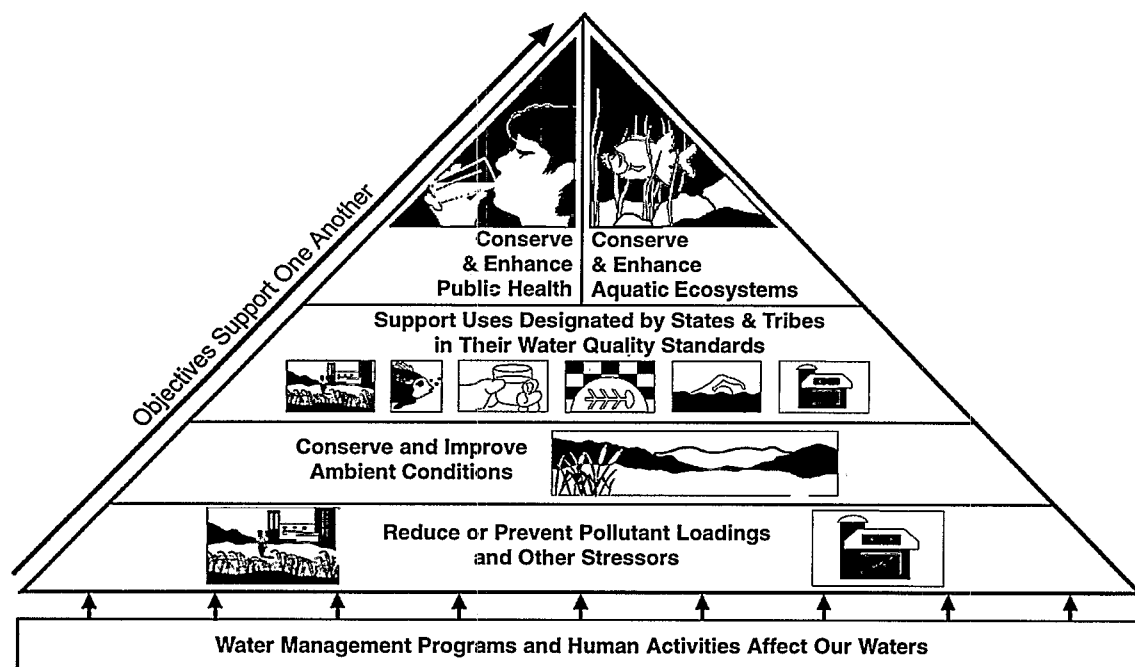 Objectives Support One Another
Conserve
& Enhance
Public Health
Conserve
& Enhance
Aquatic Ecosystems
Support Uses Designated by States & Tribes
in Their Water Quality Standards
Conserve and Improve
Ambient Conditions
Reduce or Prevent Pollutant Loadings
and Other Stressors
Water Management Programs and Human Activities Affect Our Waters